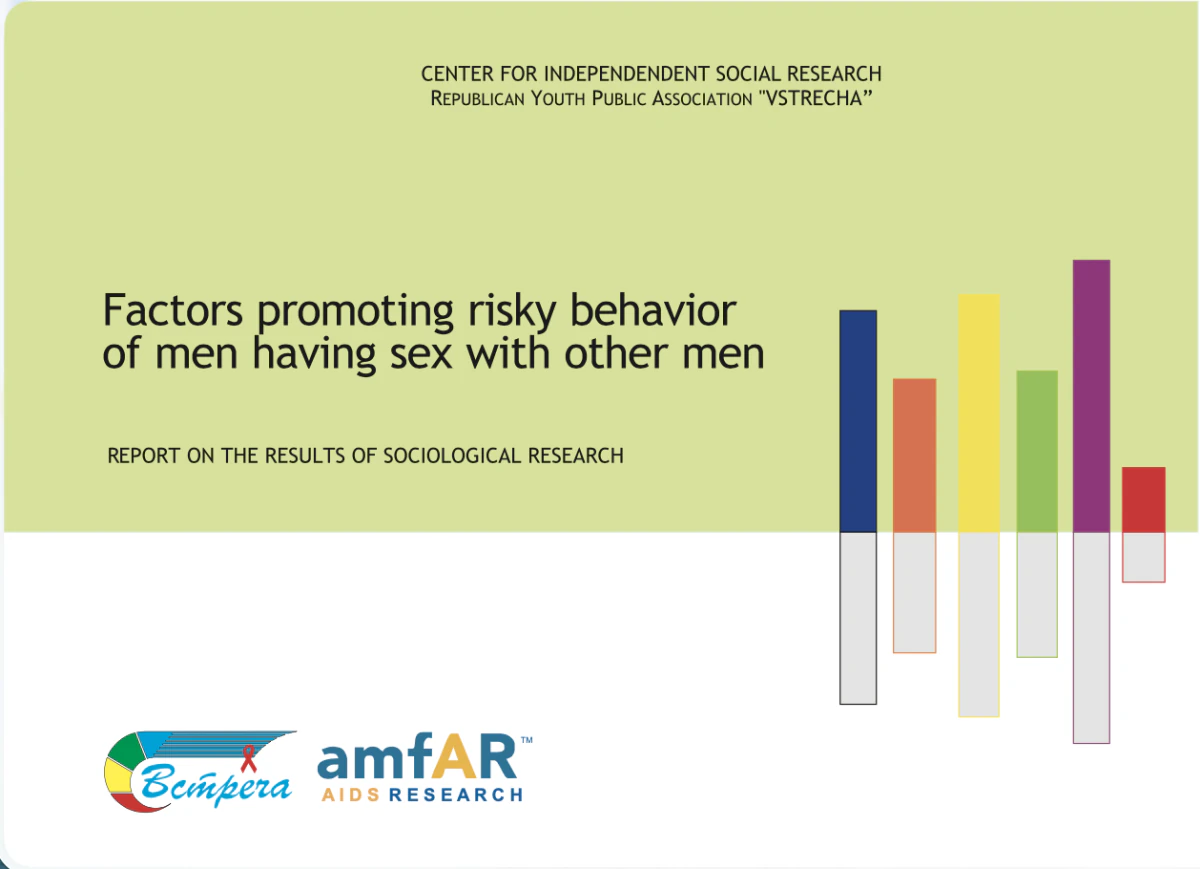 CENTER FOR INDEPENDENDENT SOCIAL RESEARCH
REPUBLICAN YOUTH PUBLIC ASSOCIATION "VSTRECHA”
Factors promoting risky behavior
of men having sex with other men
REPORT ON THE RESULTS OF SOCIOLOGICAL RESEARCH
Встреча
amfAR™
AIDS RESEARCH